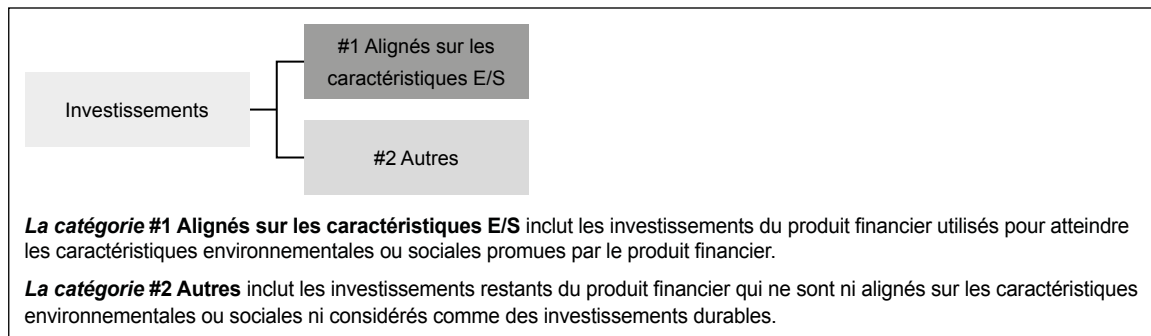 #1 Alignés sur les
caractéristiques E/S
Investissements
#2 Autres
La catégorie #1 Alignés sur les caractéristiques E/S inclut les investissements du produit financier utilisés pour atteindre
les caractéristiques environnementales ou sociales promues par le produit financier.
La catégorie #2 Autres inclut les investissements restants du produit financier qui ne sont ni alignés sur les caractéristiques
environnementales ou sociales ni considérés comme des investissements durables.